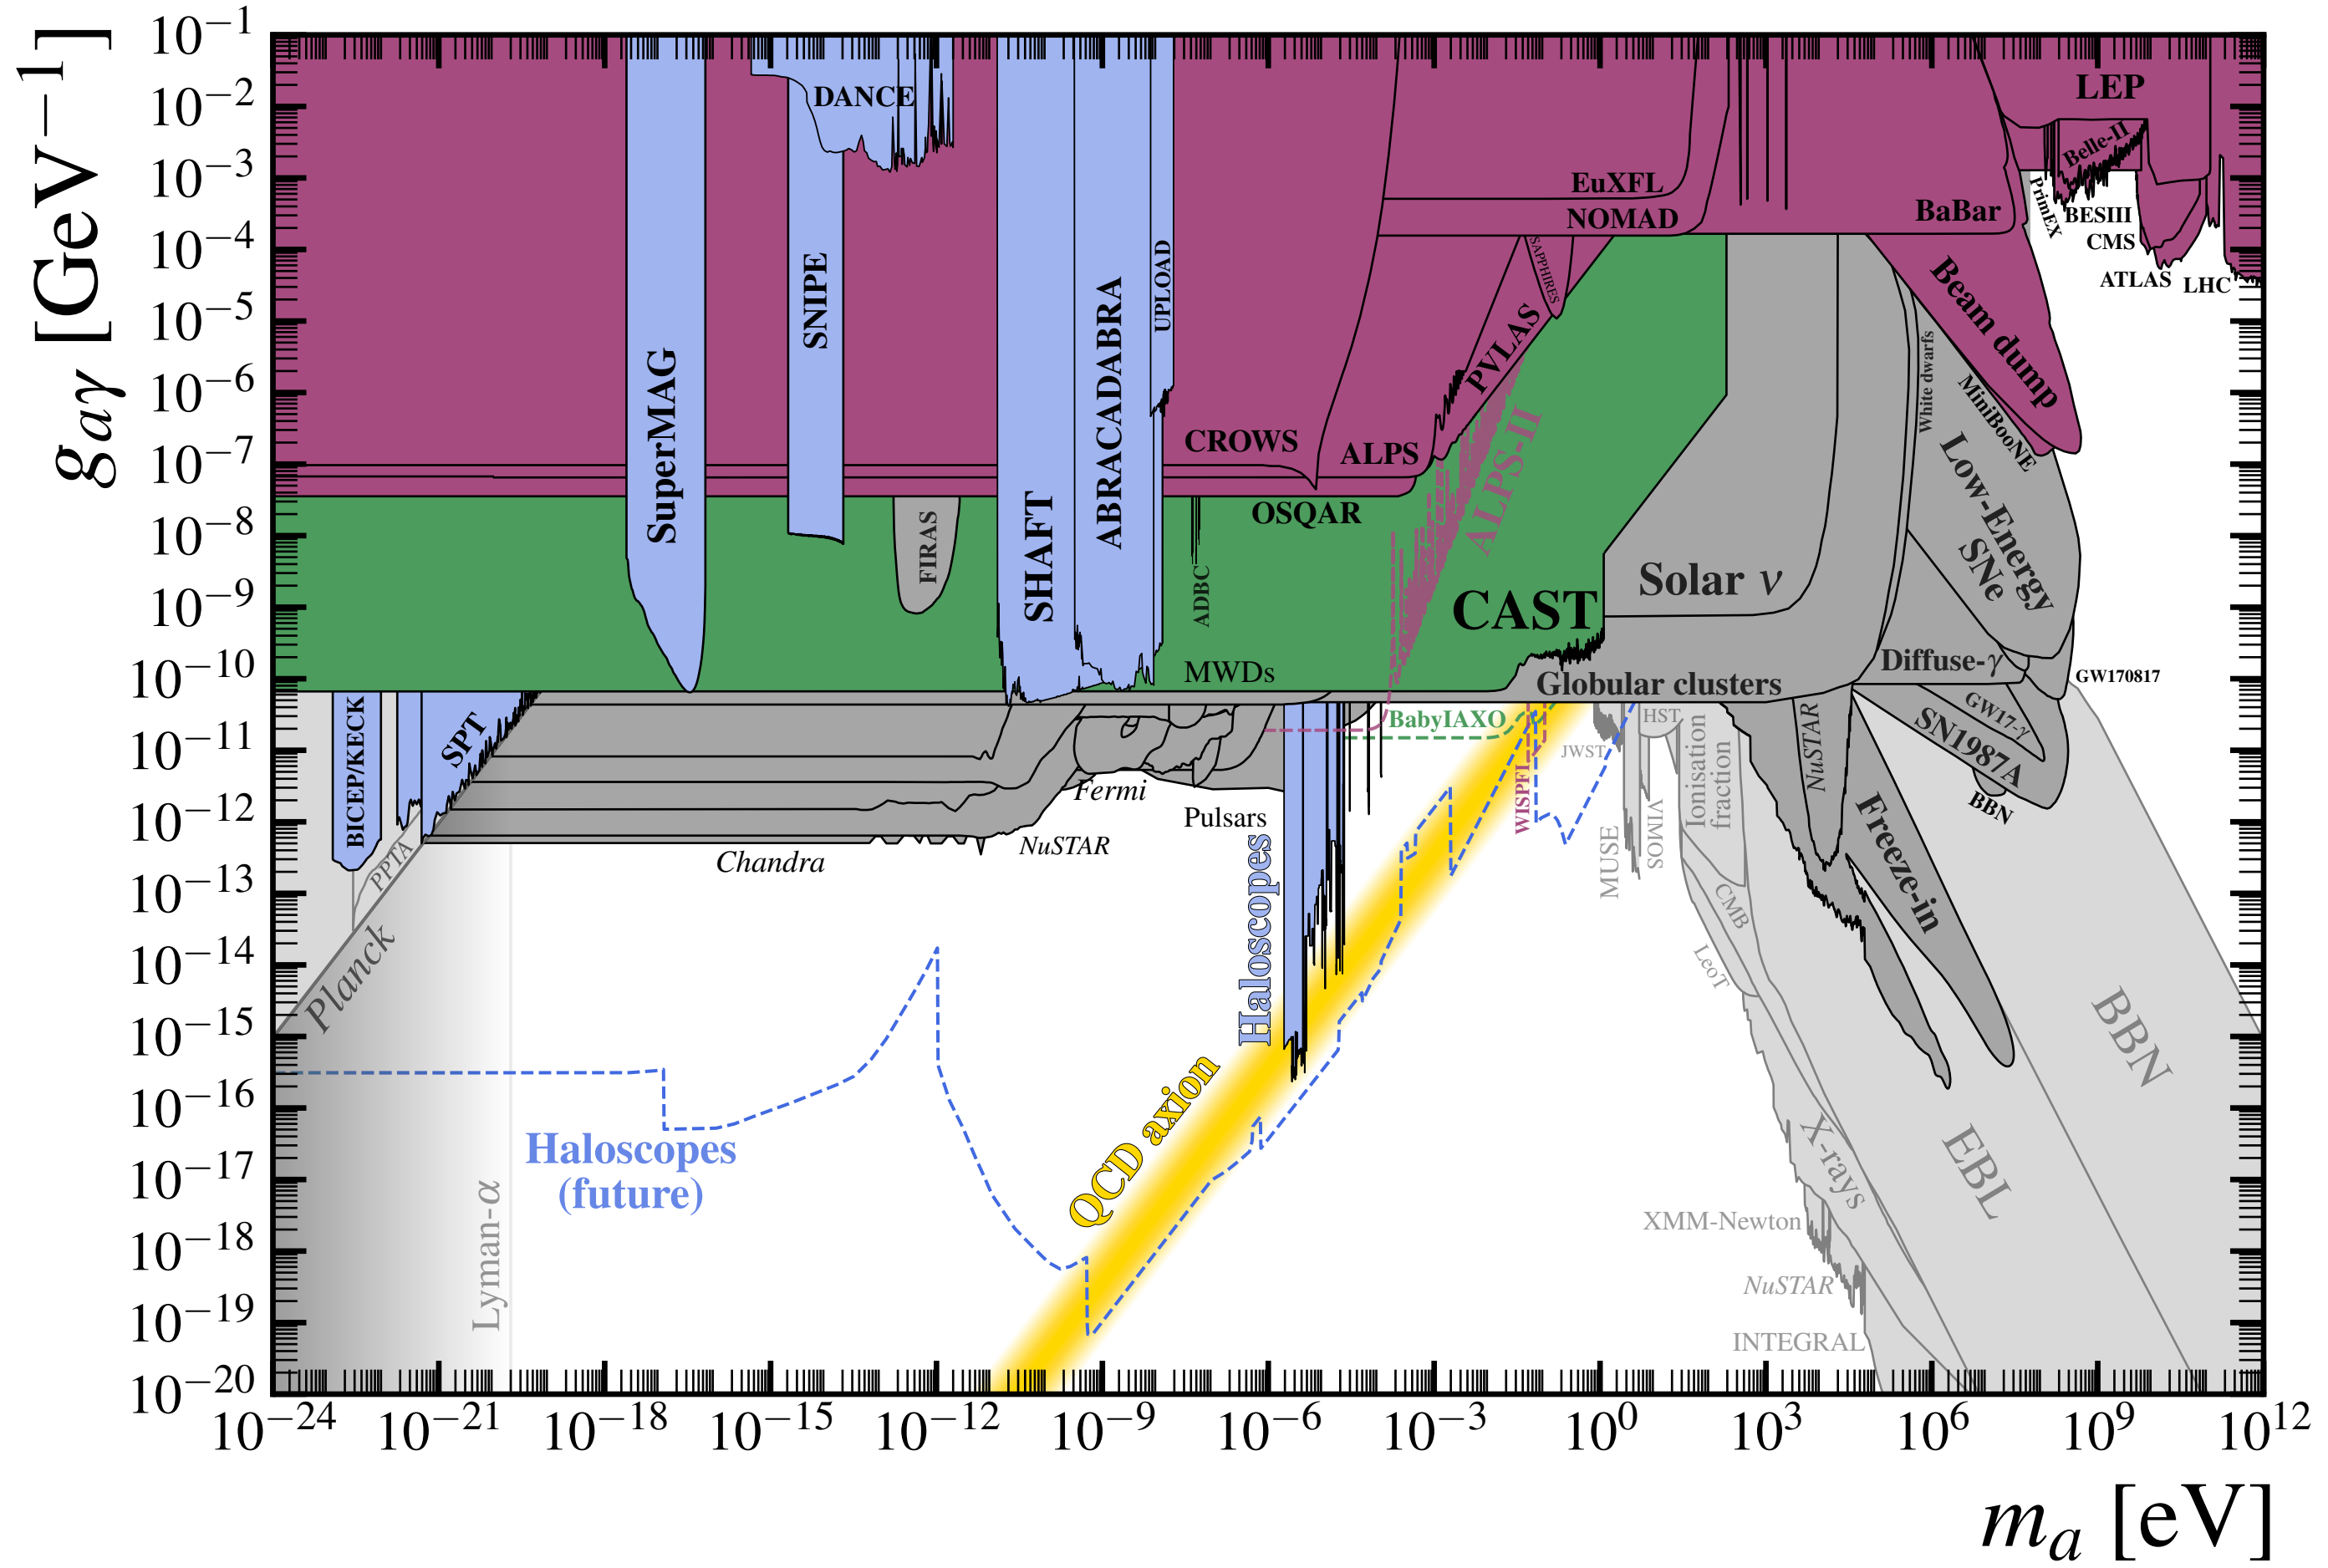 g_{aγ} [GeV^{−1}]
10^{−1}
10^{−2}
10^{−3}
10^{−4}
10^{−5}
10^{−6}
10^{−7}
10^{−8}
10^{−9}
10^{−10}
10^{−11}
10^{−12}
10^{−13}
10^{−14}
10^{−15}
10^{−16}
10^{−17}
10^{−18}
10^{−19}
10^{−20}
DANCE
LEP
Belle-II
EuXFL
NOMAD
BaBar
PrimEX
BESIII
CMS
ATLAS
LHC
SuperMAG
SNIPE
SHAFT
ABRACADABRA
UPLOAD
SAPPHIRES
PVLAS
ALPS-II
CROWS
ALPS
OSQAR
FIRAS
ADBC
CAST
Solar ν
White dwarfs
Beam dump
MiniBooNE
Low-Energy
SNe
MWDs
Globular clusters
Diffuse-γ
GW170817
BICEP/KECK
SPT
BabyIAXO
HST
JWST
GW17-γ
SN1987A
BBN
NuSTAR
Ionisation
fraction
Fermi
Pulsars
WISPFI
MUSE
VIMOS
Freeze-in
PPTA
Chandra
NuSTAR
Haloscopes
CMB
LeoT
Planck
BBN
QCD axion
Haloscopes
(future)
X-rays
EBL
Lyman-α
XMM-Newton
NuSTAR
INTEGRAL
10^{−24}
10^{−21}
10^{−18}
10^{−15}
10^{−12}
10^{−9}
10^{−6}
10^{−3}
10^{0}
10^{3}
10^{6}
10^{9}
10^{12}
m_a [eV]